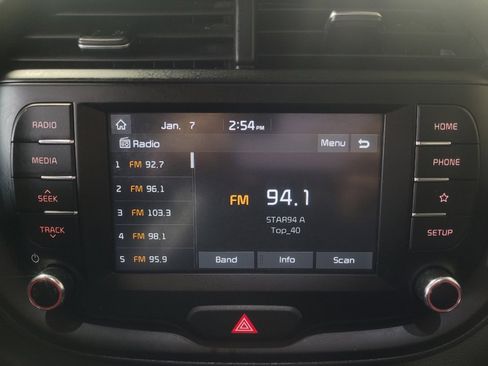 RADIO
MEDIA
SEEK
TRACK
Jan. 7 2:54 PM
Radio Menu
1 FM 92.7
2 FM 96.1
3 FM 103.3
4 FM 98.1
5 FM 95.9
FM 94.1
STAR94 A
Top_40
Band Info Scan
HOME
PHONE
SETUP